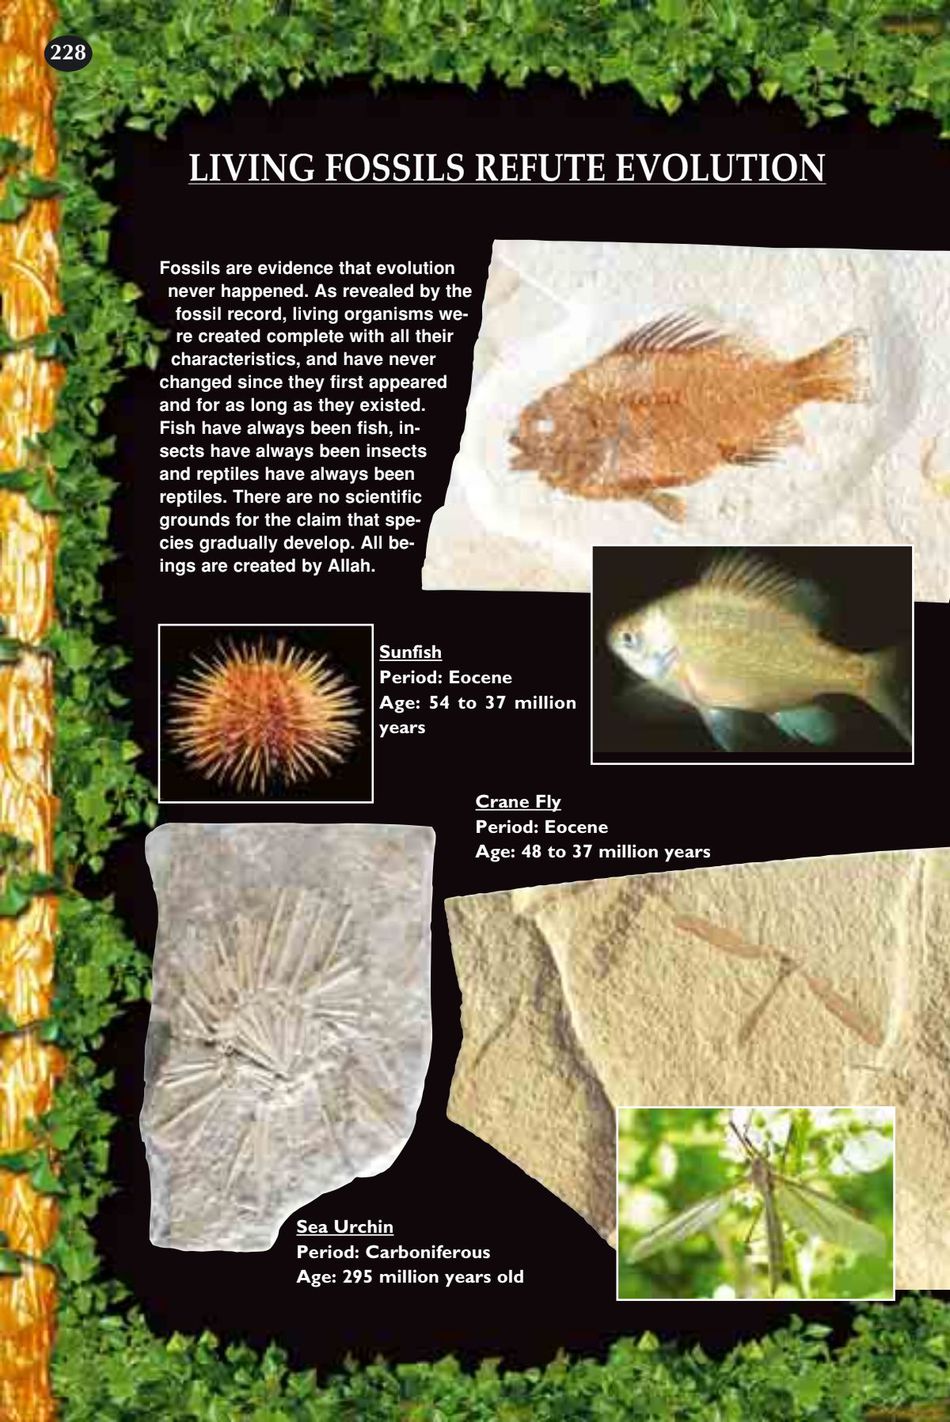 228
LIVING FOSSILS REFUTE EVOLUTION
Fossils are evidence that evolution
never happened. As revealed by the
fossil record, living organisms we-
re created complete with all their
characteristics, and have never
changed since they first appeared
and for as long as they existed.
Fish have always been fish, in-
sects have always been insects
and reptiles have always been
reptiles. There are no scientific
grounds for the claim that spe-
cies gradually develop. All be-
ings are created by Allah.
Sunfish
Period: Eocene
Age: 54 to 37 million
years
Crane Fly
Period: Eocene
Age: 48 to 37 million years
Sea Urchin
Period: Carboniferous
Age: 295 million years old